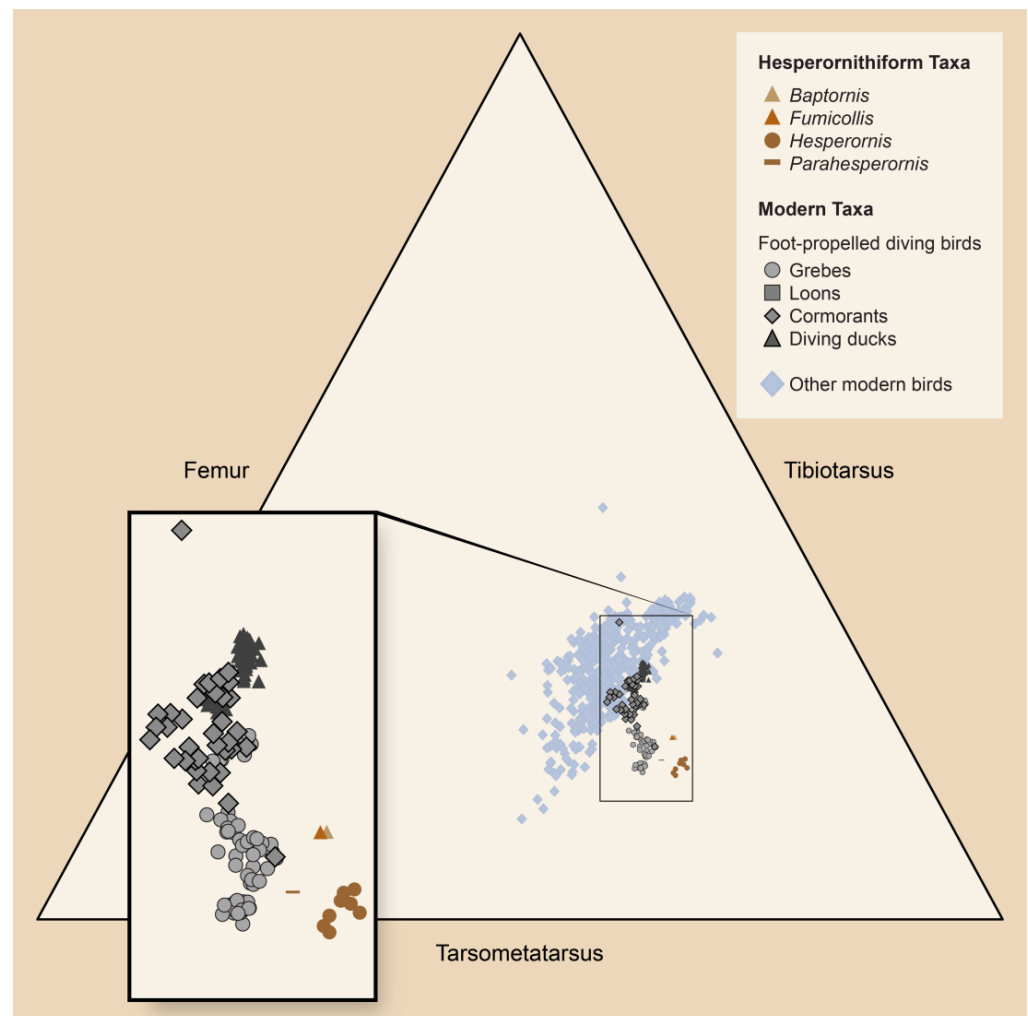 Hesperornithiform Taxa
Baptornis
Fumicollis
Hesperornis
Parahesperornis
Modern Taxa
Foot-propelled diving birds
Grebes
Loons
Cormorants
Diving ducks
Other modern birds
Femur
Tibiotarsus
Tarsometatarsus